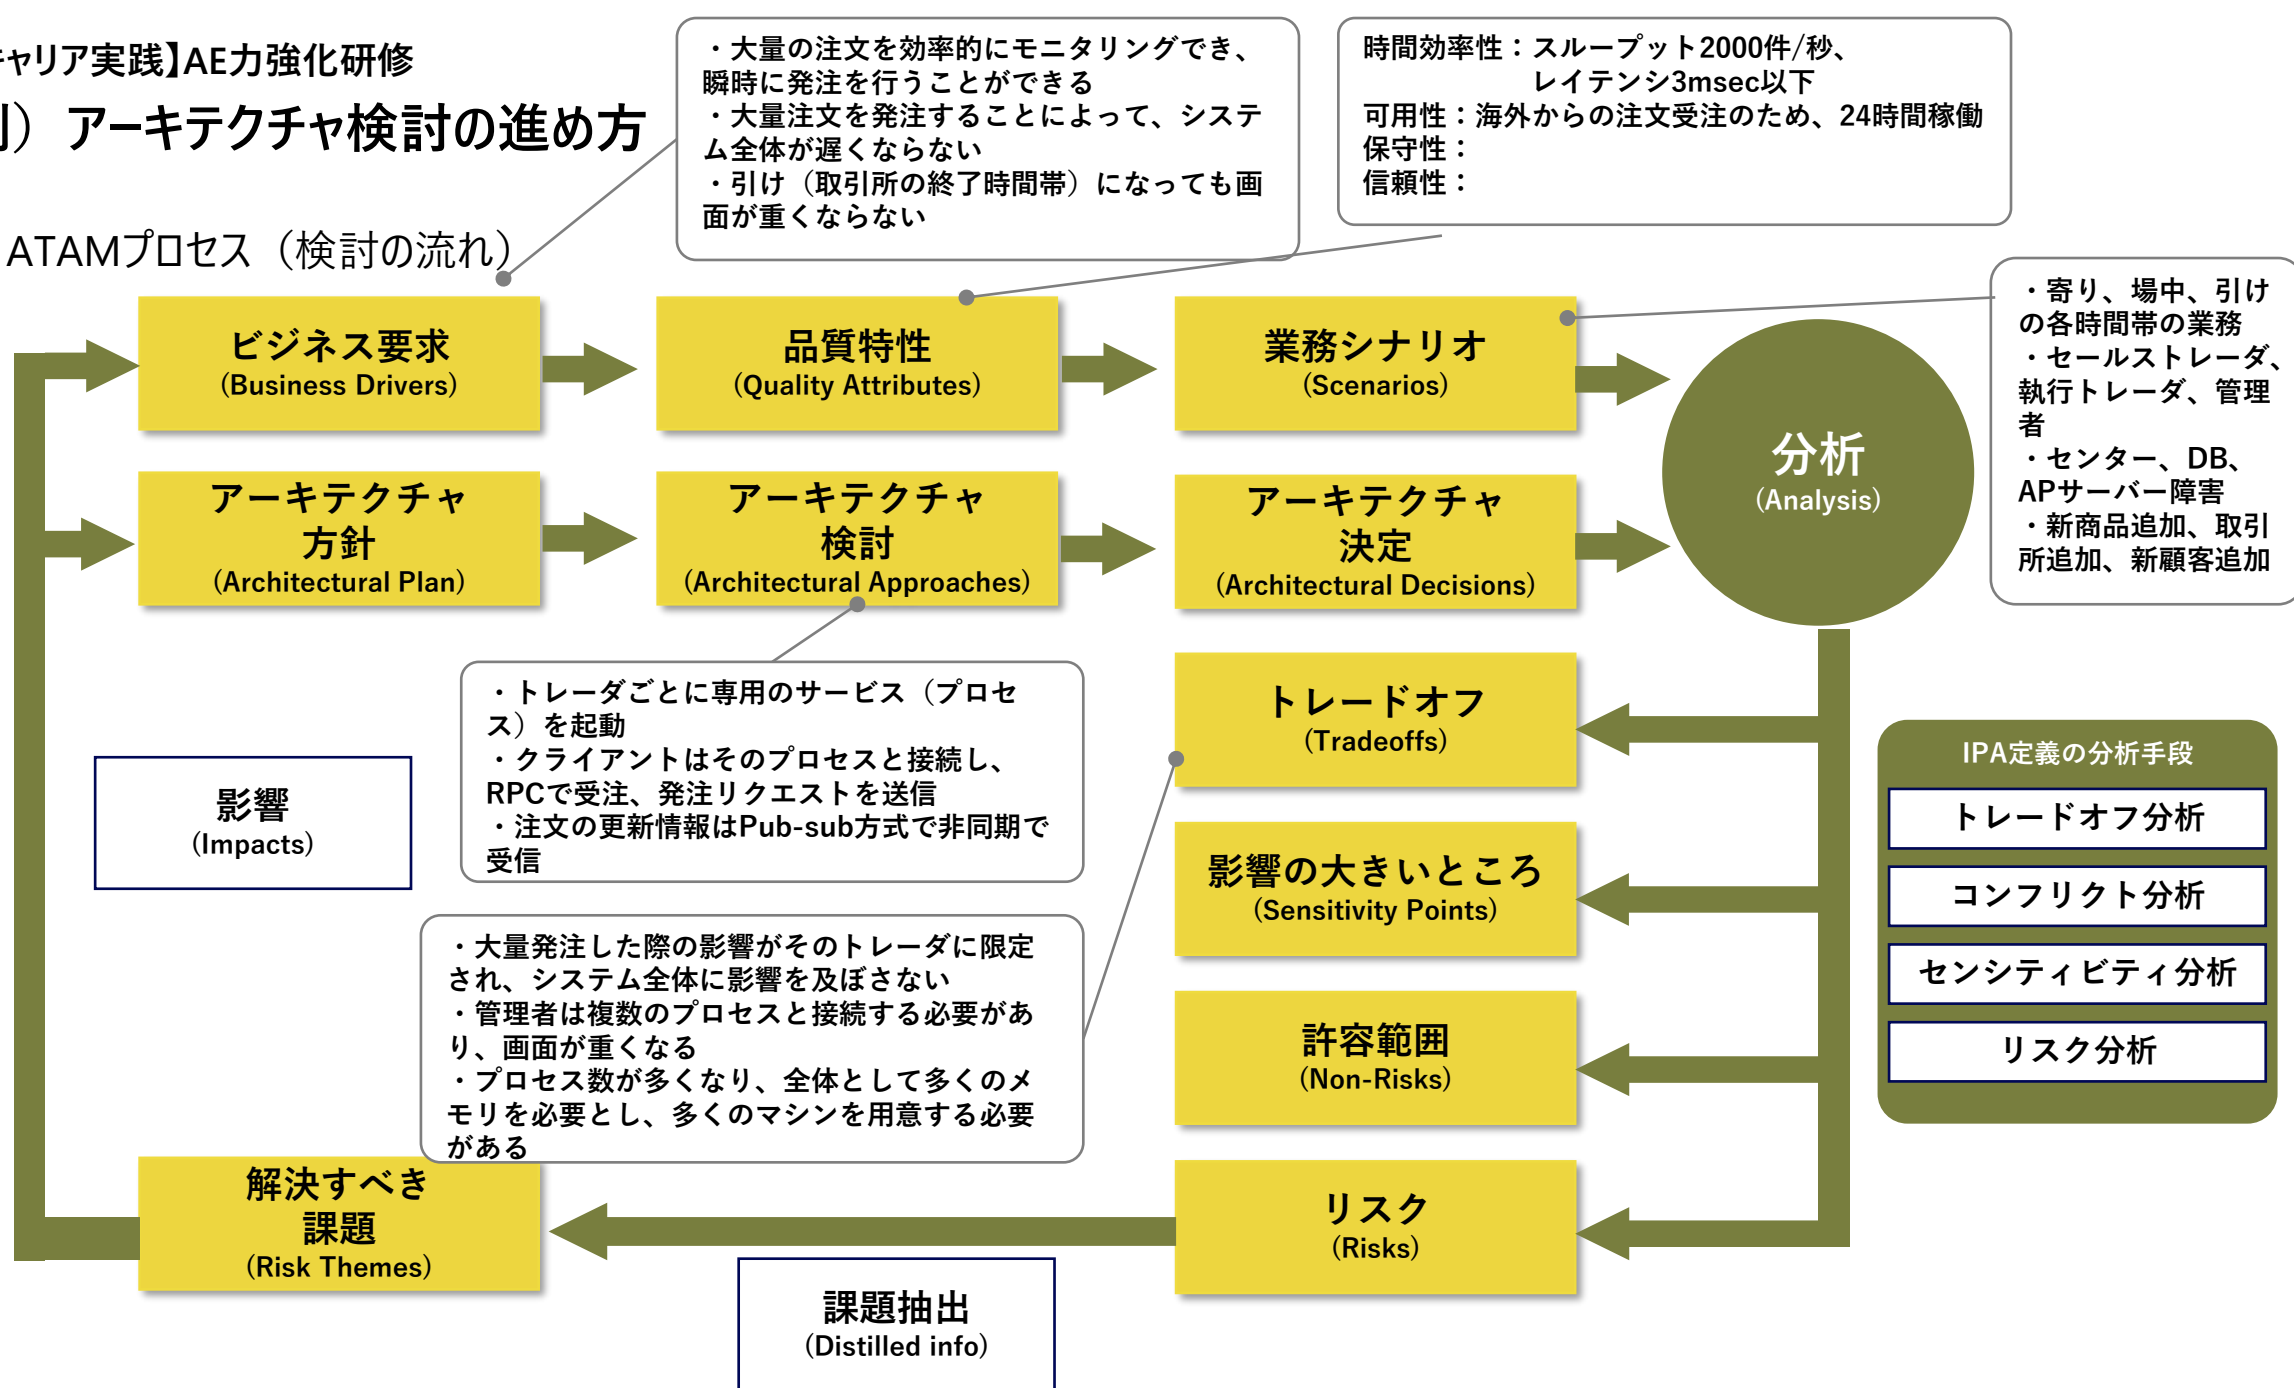 ャリア実践】AE力強化研修
）アーキテクチャ検討の進め方
ATAMプロセス（検討の流れ）
・大量の注文を効率的にモニタリングでき、
瞬時に発注を行うことができる
・大量注文を発注することによって、システ
ム全体が遅くならない
・引け（取引所の終了時間帯）になっても画
面が重くならない
時間効率性：スループット2000件/秒、
レイテンシ3msec以下
可用性：海外からの注文受注のため、24時間稼働
保守性：
信頼性：
ビジネス要求
(Business Drivers)
品質特性
(Quality Attributes)
業務シナリオ
(Scenarios)
・寄り、場中、引け
の各時間帯の業務
・セールストレーダ、
執行トレーダ、管理
者
・センター、DB、
APサーバー障害
・新商品追加、取引
所追加、新顧客追加
分析
(Analysis)
アーキテクチャ
方針
(Architectural Plan)
アーキテクチャ
検討
(Architectural Approaches)
アーキテクチャ
決定
(Architectural Decisions)
・トレーダごとに専用のサービス（プロセ
ス）を起動
・クライアントはそのプロセスと接続し、
RPCで受注、発注リクエストを送信
・注文の更新情報はPub-sub方式で非同期で
受信
トレードオフ
(Tradeoffs)
影響
(Impacts)
影響の大きいところ
(Sensitivity Points)
IPA定義の分析手段
トレードオフ分析
コンフリクト分析
センシティビティ分析
リスク分析
・大量発注した際の影響がそのトレーダに限定
され、システム全体に影響を及ぼさない
・管理者は複数のプロセスと接続する必要があ
り、画面が重くなる
・プロセス数が多くなり、全体として多くのメ
モリを必要とし、多くのマシンを用意する必要
がある
許容範囲
(Non-Risks)
解決すべき
課題
(Risk Themes)
リスク
(Risks)
課題抽出
(Distilled info)